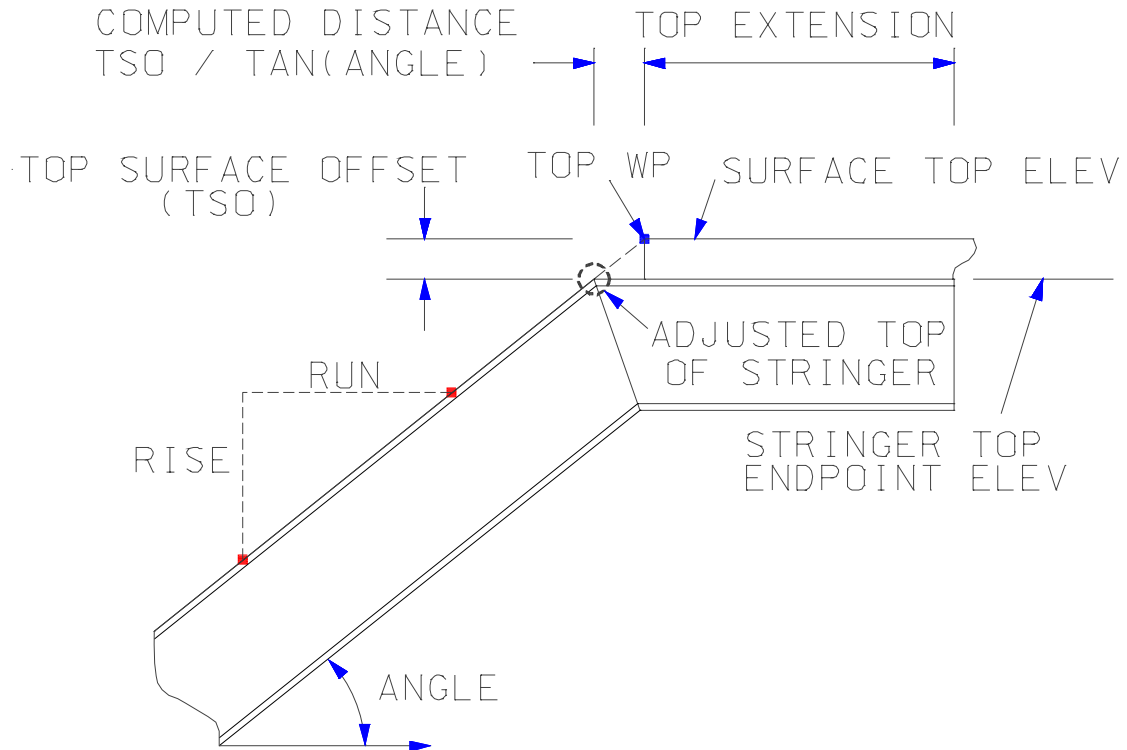 COMPUTED DISTANCE
TSO / TAN(ANGLE)
TOP EXTENSION
TOP SURFACE OFFSET
(TSO)
TOP WP
SURFACE TOP ELEV
ADJUSTED TOP
OF STRINGER
RUN
RISE
STRINGER TOP
ENDPOINT ELEV
ANGLE